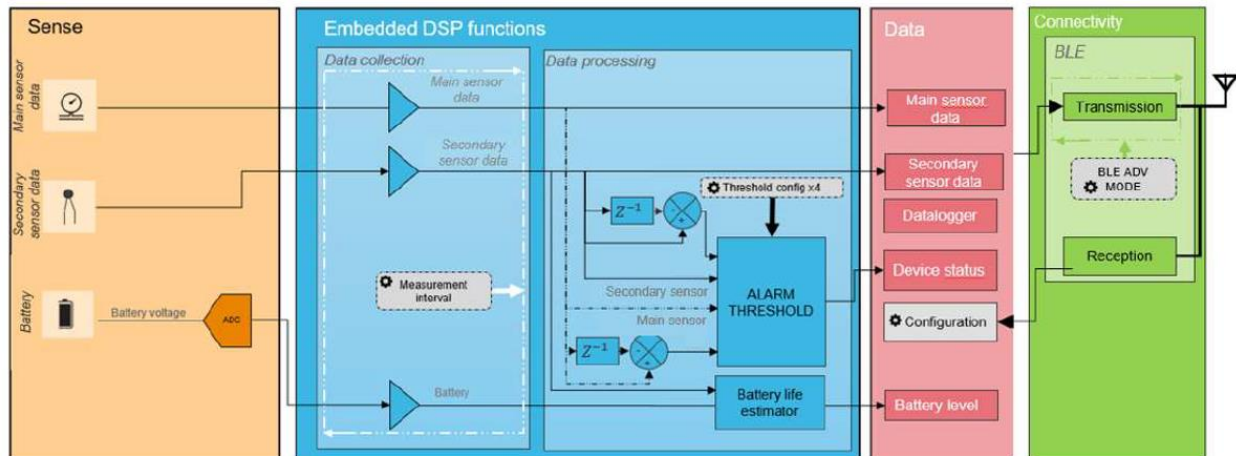 Sense
Main sensor
data
Secondary
sensor data
Battery
Battery voltage
ADC
Embedded DSP functions
Data collection
Measurement
interval
Data processing
Main sensor
data
Secondary
sensor data
Threshold config x4
Z⁻¹
Secondary sensor
Main sensor
Z⁻¹
ALARM
THRESHOLD
Battery
Battery life
estimator
Data
Main sensor
data
Secondary
sensor data
Datalogger
Device status
Configuration
Battery level
Connectivity
BLE
Transmission
BLE ADV
MODE
Reception